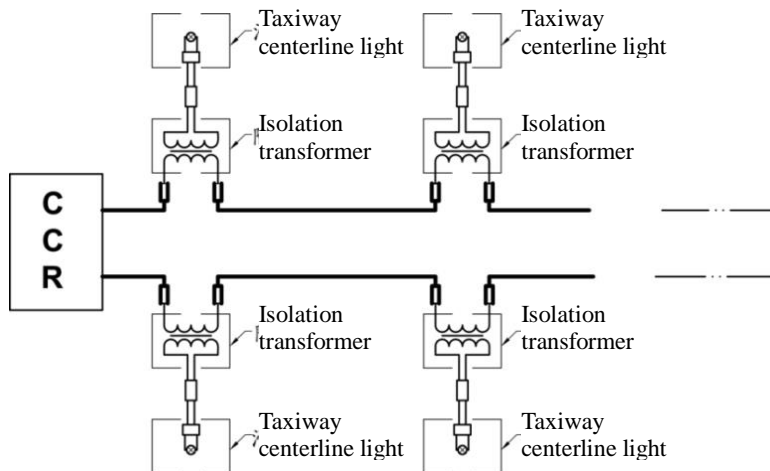 Taxiway
centerline light
Taxiway
centerline light
Isolation
transformer
Isolation
transformer
C
C
R
Isolation
transformer
Isolation
transformer
Taxiway
centerline light
Taxiway
centerline light